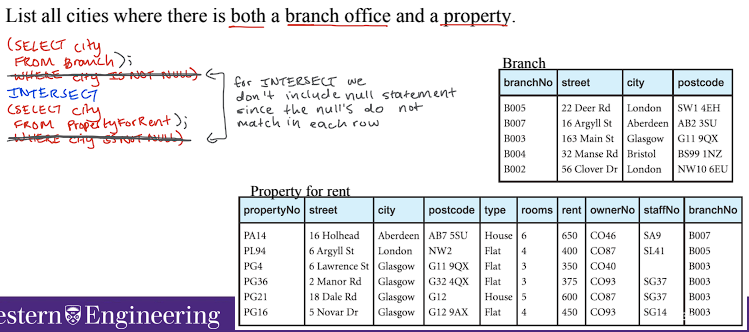 List all cities where there is both a branch office and a property.
(SELECT city
FROM Branch);
WHERE city IS NOT NULL)
INTERSECT
(SELECT city
FROM PropertyForRent);
WHERE city IS NOT NULL)
for INTERSECT we
don't include null statement
since the null's do not
match in each row
Branch
branchNo street city postcode
B005 22 Deer Rd London SW1 4EH
B007 16 Argyll St Aberdeen AB2 3SU
B003 163 Main St Glasgow G11 9QX
B004 32 Manse Rd Bristol BS99 1NZ
B002 56 Clover Dr London NW10 6EU
Property for rent
propertyNo street city postcode type rooms rent ownerNo staffNo branchNo
PA14 16 Holhead Aberdeen AB7 5SU House 6 650 CO46 SA9 B007
PL94 6 Argyll St London NW2 Flat 4 400 CO87 SL41 B005
PG4 6 Lawrence St Glasgow G11 9QX Flat 3 350 CO40 B003
PG36 2 Manor Rd Glasgow G32 4QX Flat 3 375 CO93 SG37 B003
PG21 18 Dale Rd Glasgow G12 House 5 600 CO87 SG37 B003
PG16 5 Novar Dr Glasgow G12 9AX Flat 4 450 CO93 SG14 B003
estern Engineering